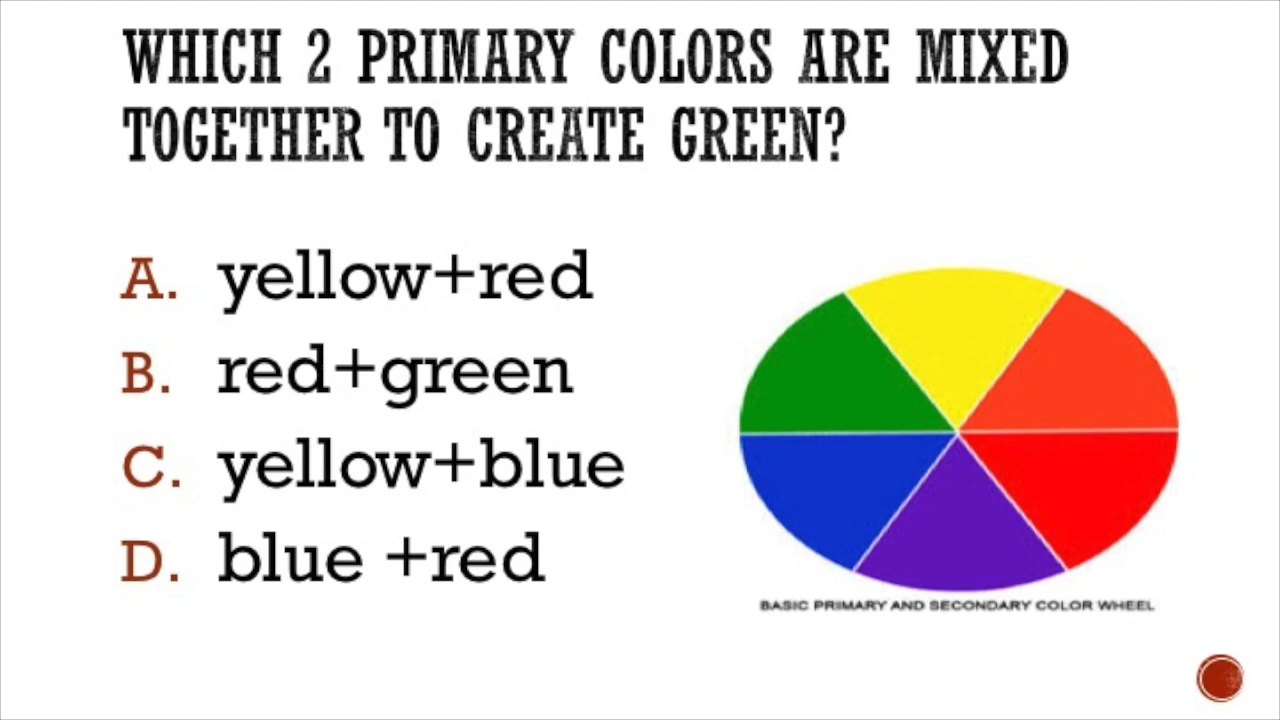 WHICH 2 PRIMARY COLORS ARE MIXED
TOGETHER TO CREATE GREEN?
A. yellow+red
B. red+green
C. yellow+blue
D. blue +red
BASIC PRIMARY AND SECONDARY COLOR WHEEL